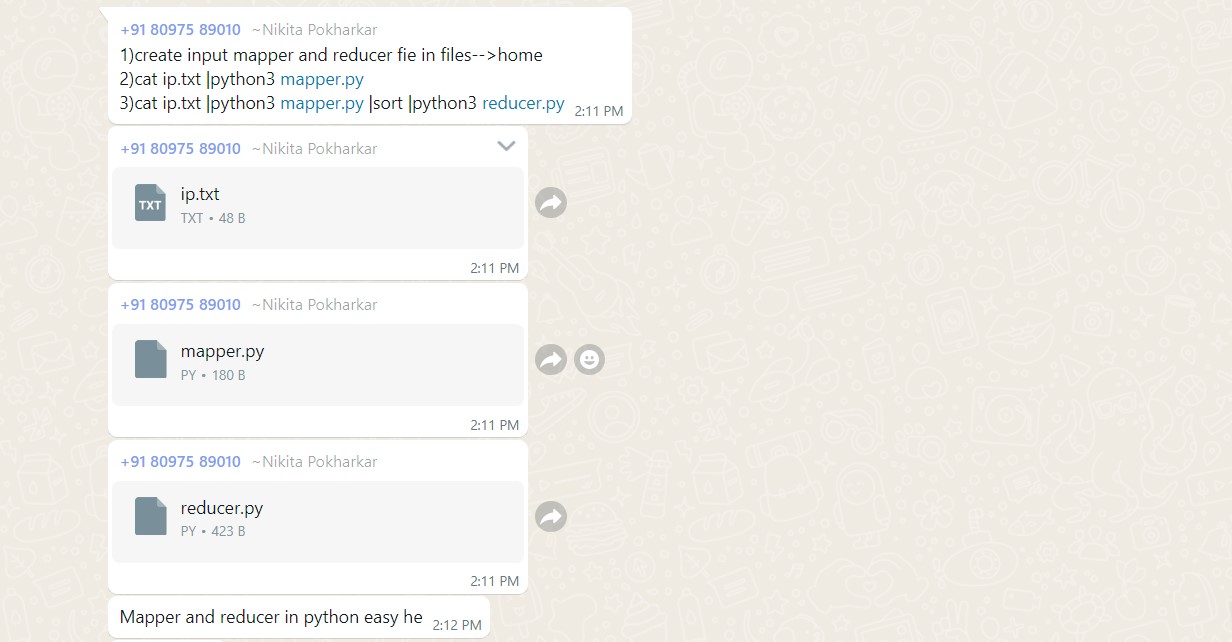 +91 80975 89010 ~Nikita Pokharkar
1)create input mapper and reducer fie in files-->home
2)cat ip.txt |python3 mapper.py
3)cat ip.txt |python3 mapper.py |sort |python3 reducer.py 2:11 PM
+91 80975 89010 ~Nikita Pokharkar
TXT
ip.txt
TXT • 48 B
2:11 PM
+91 80975 89010 ~Nikita Pokharkar
mapper.py
PY • 180 B
2:11 PM
+91 80975 89010 ~Nikita Pokharkar
reducer.py
PY • 423 B
2:11 PM
Mapper and reducer in python easy he 2:12 PM